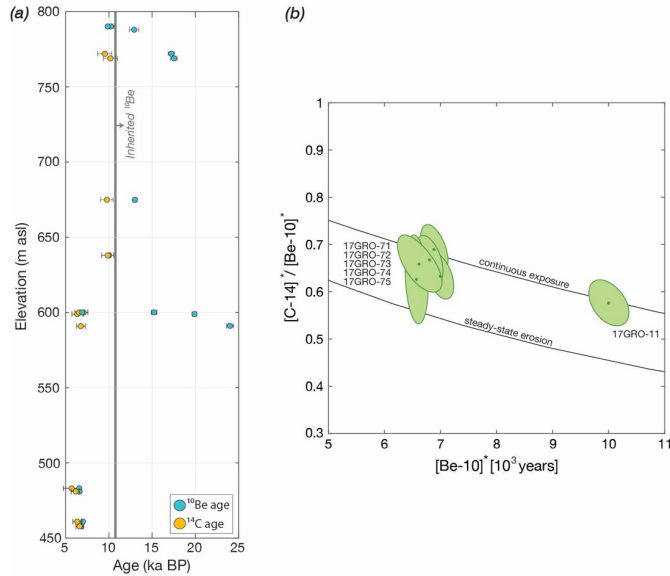 (a)
800
750
700
650
600
550
500
450
Elevation (m asl)
5
10
15
20
25
Age (ka BP)
Inherited ¹⁰Be
¹⁰Be age
¹⁴C age
(b)
1
0.9
0.8
0.7
0.6
0.5
0.4
0.3
[C-14]* / [Be-10]*
17GRO-71
17GRO-72
17GRO-73
17GRO-74
17GRO-75
continuous exposure
steady-state erosion
17GRO-11
5
6
7
8
9
10
11
[Be-10]* [10³ years]